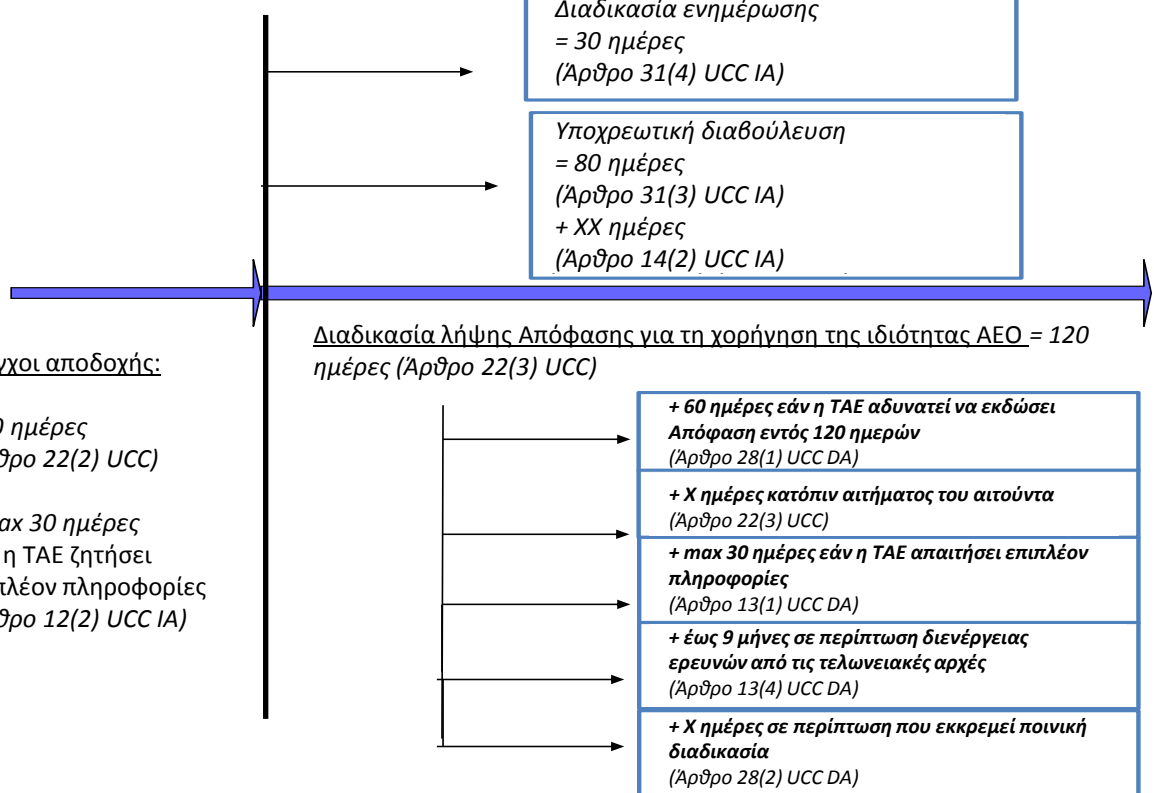 Διαδικασία ενημέρωσης
= 30 ημέρες
(Άρθρο 31(4) UCC IA)
Υποχρεωτική διαβούλευση
= 80 ημέρες
(Άρθρο 31(3) UCC IA)
+ XX ημέρες
(Άρθρο 14(2) UCC IA)
Διαδικασία λήψης Απόφασης για τη χορήγηση της ιδιότητας ΑΕΟ = 120
ημέρες (Άρθρο 22(3) UCC)
αποδοχής:
ημέρες
22(2) UCC)
30 ημέρες
η ΤΑΕ ζητήσει
πληροφορίες
12(2) UCC IA)
+ 60 ημέρες εάν η ΤΑΕ αδυνατεί να εκδώσει
Απόφαση εντός 120 ημερών
(Άρθρο 28(1) UCC DA)
+ X ημέρες κατόπιν αιτήματος του αιτούντα
(Άρθρο 22(3) UCC)
+ max 30 ημέρες εάν η ΤΑΕ απαιτήσει επιπλέον
πληροφορίες
(Άρθρο 13(1) UCC DA)
+ έως 9 μήνες σε περίπτωση διενέργειας
ερευνών από τις τελωνειακές αρχές
(Άρθρο 13(4) UCC DA)
+ X ημέρες σε περίπτωση που εκκρεμεί ποινική
διαδικασία
(Άρθρο 28(2) UCC DA)